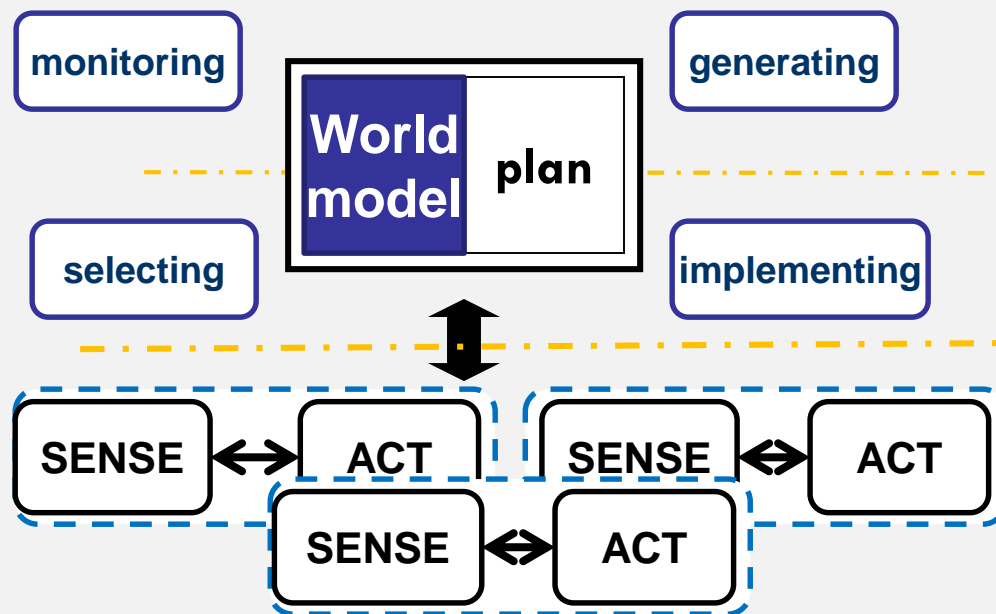 monitoring
generating
World
model
plan
selecting
implementing
SENSE
ACT
SENSE
ACT
SENSE
ACT